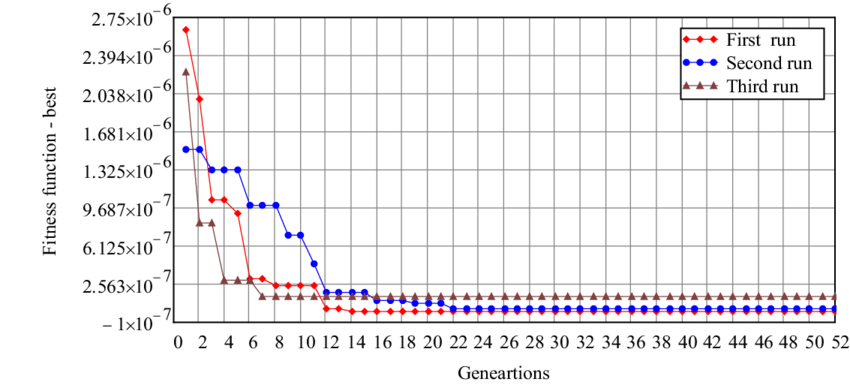 2.75×10⁻⁶
2.394×10⁻⁶
2.038×10⁻⁶
1.681×10⁻⁶
1.325×10⁻⁶
9.687×10⁻⁷
6.125×10⁻⁷
2.563×10⁻⁷
− 1×10⁻⁷
Fitness function - best
First run
Second run
Third run
0 2 4 6 8 10 12 14 16 18 20 22 24 26 28 30 32 34 36 38 40 42 44 46 48 50 52
Geneartions